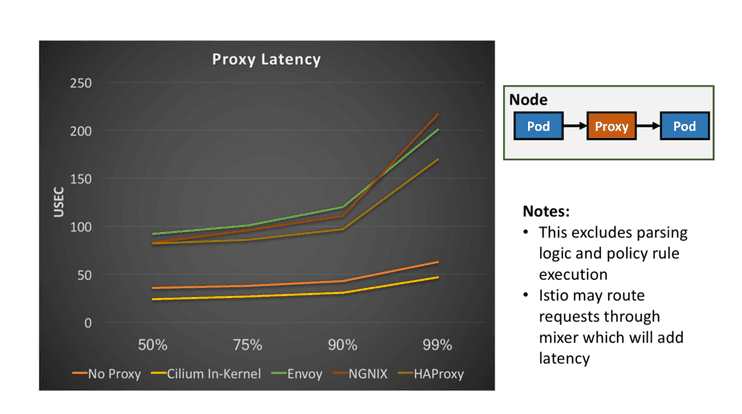 Proxy Latency
250
200
150
100
50
0
USEC
50% 75% 90% 99%
No Proxy Cilium In-Kernel Envoy NGNIX HAProxy
Node
Pod Proxy Pod
Notes:
• This excludes parsing
logic and policy rule
execution
• Istio may route
requests through
mixer which will add
latency